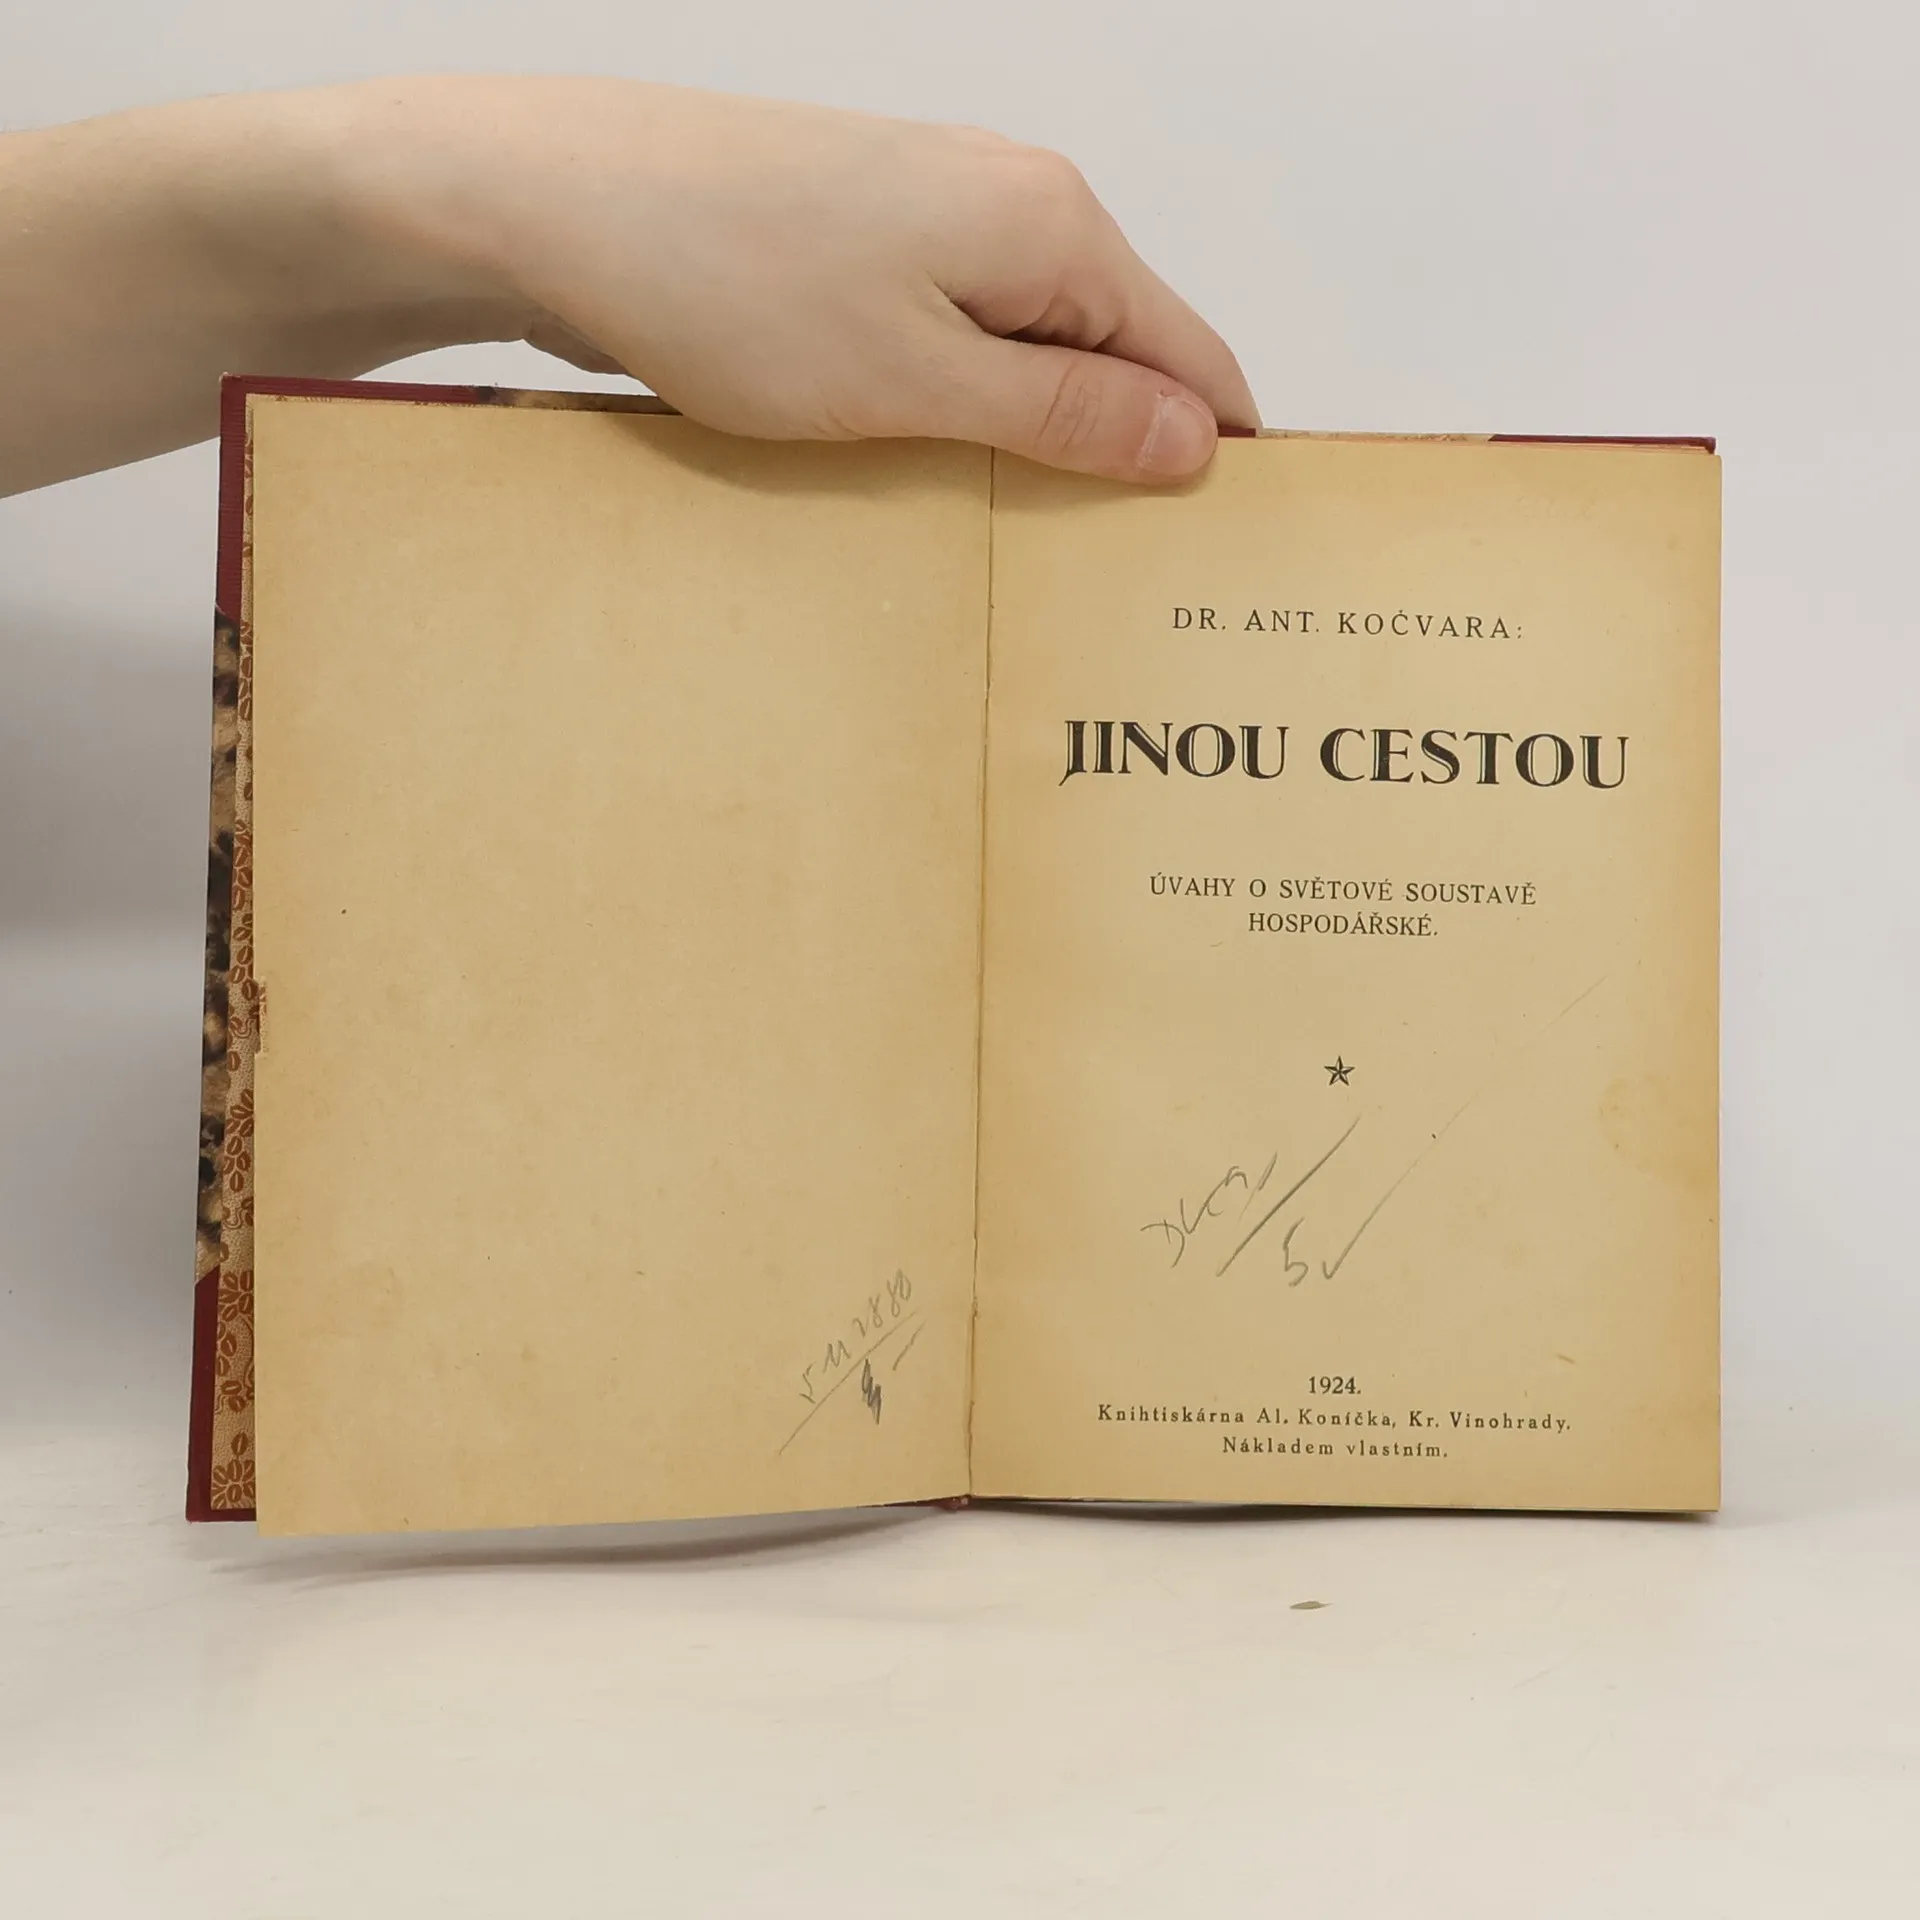 DR. ANT. KOČVARA:
JINOU CESTOU
ÚVAHY O SVĚTOVÉ SOUSTAVĚ
HOSPODÁŘSKÉ.
1924.
Knihtiskárna Al. Koníčka, Kr. Vinohrady.
Nákladem vlastním.